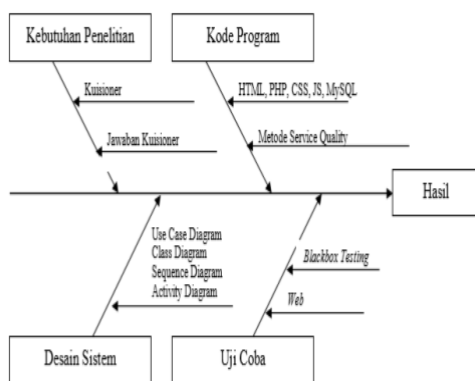 Kebutuhan Penelitian
Kode Program
Kuisioner
HTML, PHP, CSS, JS, MySQL
Jawaban Kuisioner
Metode Service Quality
Hasil
Use Case Diagram
Class Diagram
Sequence Diagram
Activity Diagram
Blackbox Testing
Web
Desain Sistem
Uji Coba